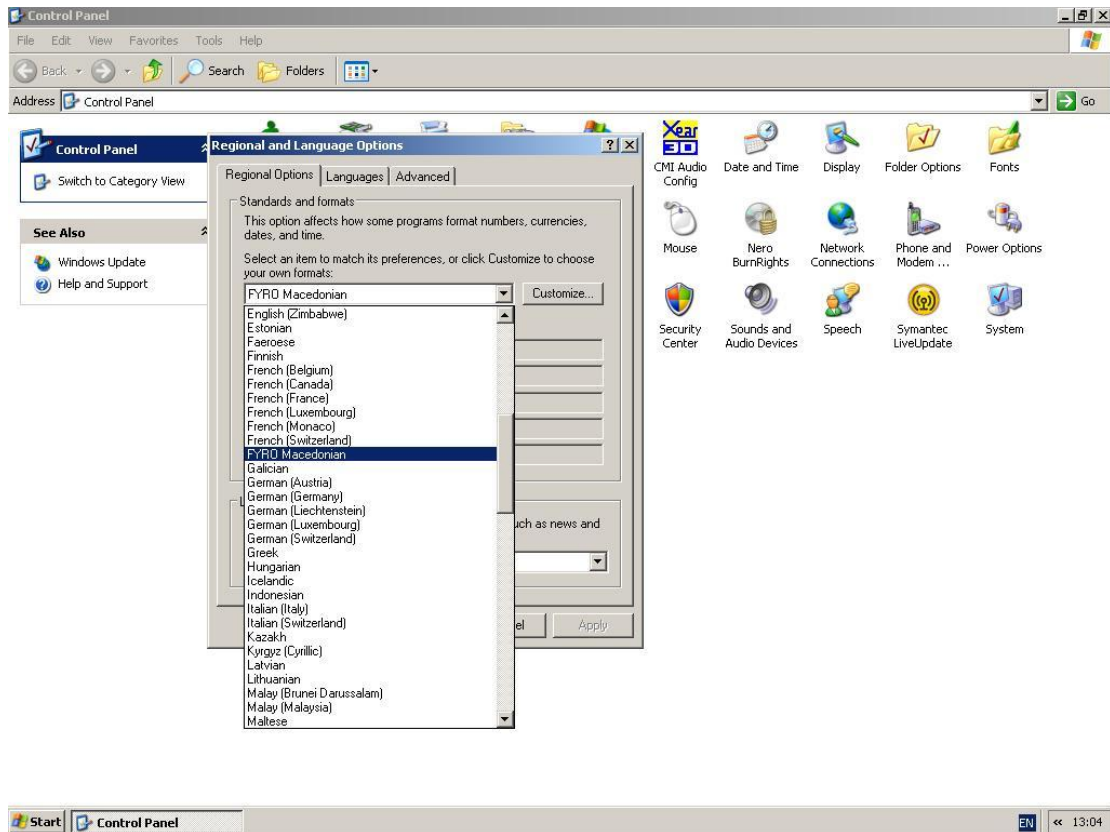 Control Panel
File Edit View Favorites Tools Help
Back Search Folders
Address Control Panel Go
Control Panel
Switch to Category View
See Also
Windows Update
Help and Support
Regional and Language Options
Regional Options Languages Advanced
Standards and formats
This option affects how some programs format numbers, currencies,
dates, and time.
Select an item to match its preferences, or click Customize to choose
your own formats:
FYRO Macedonian Customize...
English (Zimbabwe)
Estonian
Faeroese
Finnish
French (Belgium)
French (Canada)
French (France)
French (Luxembourg)
French (Monaco)
French (Switzerland)
FYRO Macedonian
Galician
German (Austria)
German (Germany)
German (Liechtenstein)
German (Luxembourg)
German (Switzerland)
Greek
Hungarian
Icelandic
Indonesian
Italian (Italy)
Italian (Switzerland)
Kazakh
Kyrgyz (Cyrillic)
Latvian
Lithuanian
Malay (Brunei Darussalam)
Malay (Malaysia)
Maltese
as news and
Apply
Xear
3D
CMI Audio
Config
Date and Time
Display
Folder Options
Fonts
Mouse
Nero
BurnRights
Network
Connections
Phone and
Modem ...
Power Options
Security
Center
Sounds and
Audio Devices
Speech
Symantec
LiveUpdate
System
Start Control Panel EN « 13:04